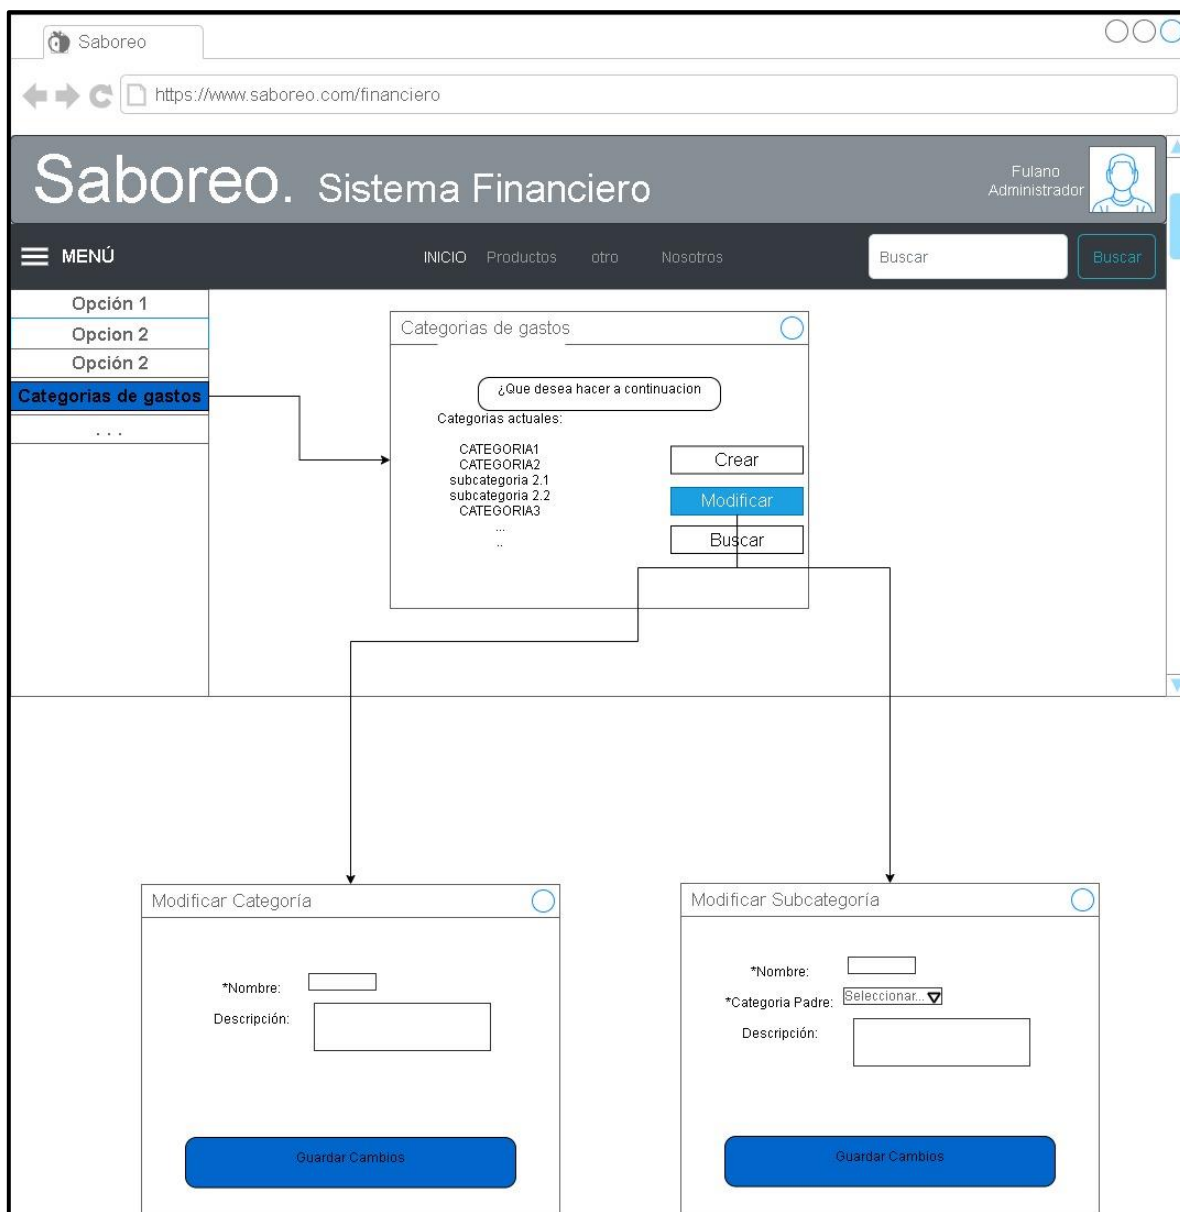 Saboreo
https://www.saboreo.com/financiero
Saboreo. Sistema Financiero
Fulano
Administrador
MENÚ
INICIO Productos otro Nosotros
Buscar
Buscar
Opción 1
Opcion 2
Opción 2
Categorias de gastos
. . .
Categorias de gastos
¿Que desea hacer a continuacion
Categorias actuales:
CATEGORIA1
CATEGORIA2
subcategoria 2.1
subcategoria 2.2
CATEGORIA3
...
..
Crear
Modificar
Buscar
Modificar Categoría
*Nombre:
Descripción:
Guardar Cambios
Modificar Subcategoría
*Nombre:
*Categoria Padre: Seleccionar...
Descripción:
Guardar Cambios